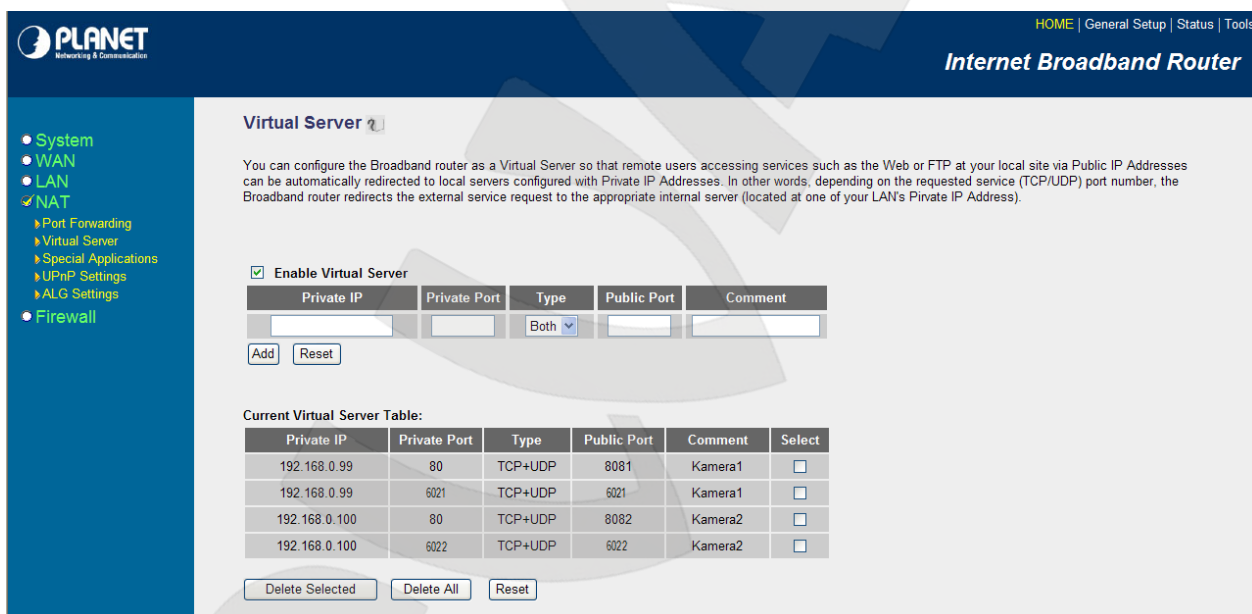 PLANET
Networking & Communication
HOME | General Setup | Status | Tools
Internet Broadband Router
System
WAN
LAN
NAT
Port Forwarding
Virtual Server
Special Applications
UPnP Settings
ALG Settings
Firewall
Virtual Server
You can configure the Broadband router as a Virtual Server so that remote users accessing services such as the Web or FTP at your local site via Public IP Addresses
can be automatically redirected to local servers configured with Private IP Addresses. In other words, depending on the requested service (TCP/UDP) port number, the
Broadband router redirects the external service request to the appropriate internal server (located at one of your LAN's Pirivate IP Address).
Enable Virtual Server
Private IP Private Port Type Public Port Comment
Both
Add Reset
Current Virtual Server Table:
Private IP Private Port Type Public Port Comment Select
192.168.0.99 80 TCP+UDP 8081 Kamera1
192.168.0.99 6021 TCP+UDP 6021 Kamera1
192.168.0.100 80 TCP+UDP 8082 Kamera2
192.168.0.100 6022 TCP+UDP 6022 Kamera2
Delete Selected Delete All Reset